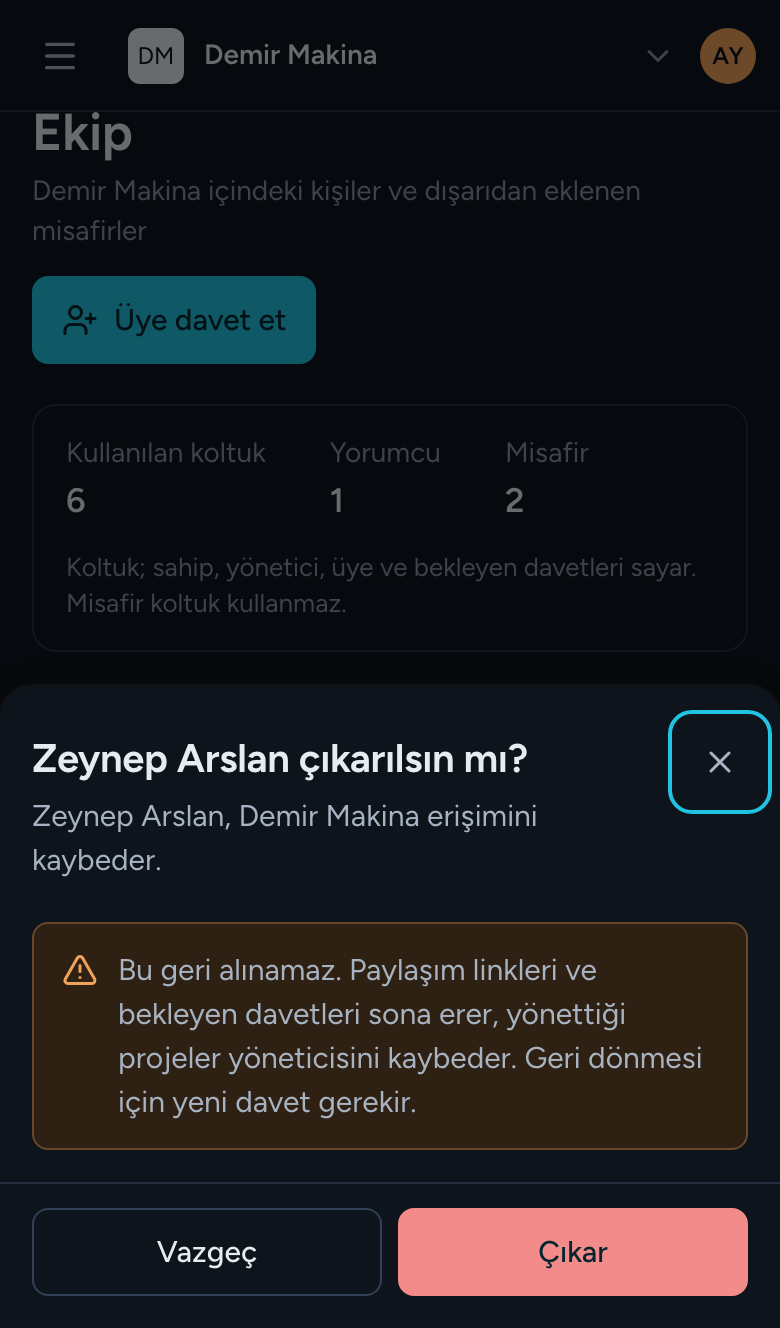 DM Demir Makina AY
Ekip
Demir Makina içindeki kişiler ve dışarıdan eklenen
misafirler
Üye davet et
Kullanılan koltuk Yorumcu Misafir
6 1 2
Koltuk; sahip, yönetici, üye ve bekleyen davetleri sayar.
Misafir koltuk kullanmaz.
Zeynep Arslan çıkarılsın mı?
Zeynep Arslan, Demir Makina erişimini
kaybeder.
Bu geri alınamaz. Paylaşım linkleri ve
bekleyen davetleri sona erer, yönettiği
projeler yöneticisini kaybeder. Geri dönmesi
için yeni davet gerekir.
Vazgeç Çıkar